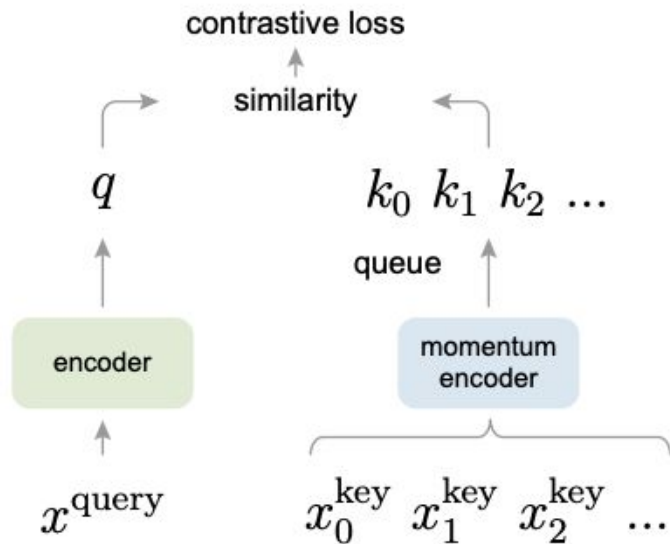 contrastive loss
similarity
q k₀ k₁ k₂ ...
queue
encoder
momentum
encoder
x^query x₀^key x₁^key x₂^key ...